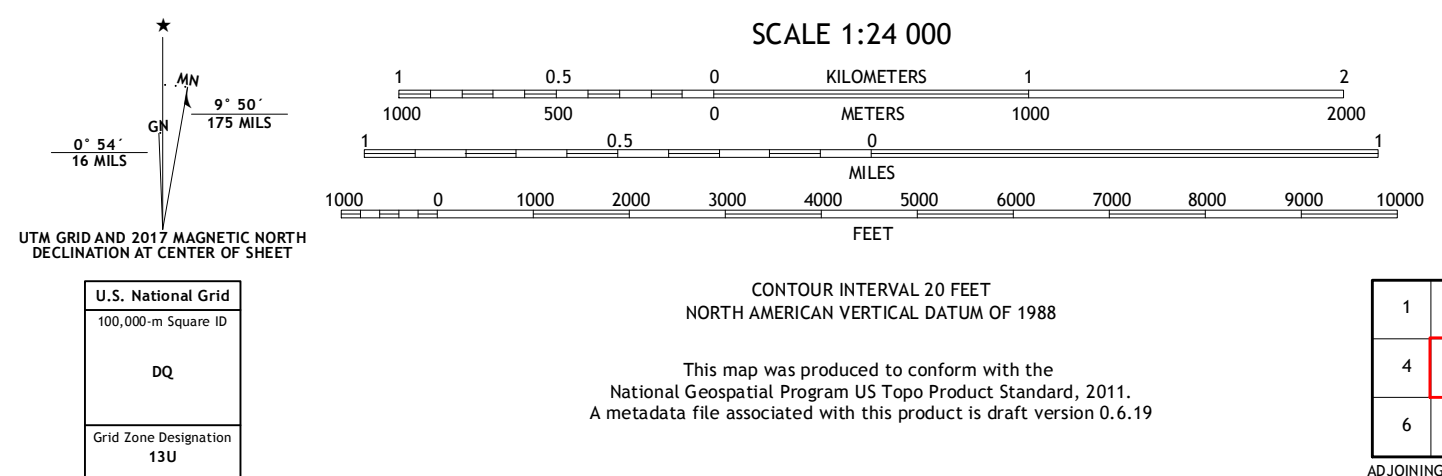 SCALE 1:24 000
MN
9° 50´
175 MILS
GN
0° 54´
16 MILS
UTM GRID AND 2017 MAGNETIC NORTH
DECLINATION AT CENTER OF SHEET
1 0.5 0 KILOMETERS 1 2
1000 500 0 METERS 1000 2000
1 0.5 0 1
MILES
1000 0 1000 2000 3000 4000 5000 6000 7000 8000 9000 10000
FEET
U.S. National Grid
100,000-m Square ID
DQ
Grid Zone Designation
13U
CONTOUR INTERVAL 20 FEET
NORTH AMERICAN VERTICAL DATUM OF 1988
This map was produced to conform with the
National Geospatial Program US Topo Product Standard, 2011.
A metadata file associated with this product is draft version 0.6.19
1
4
6
ADJOINING